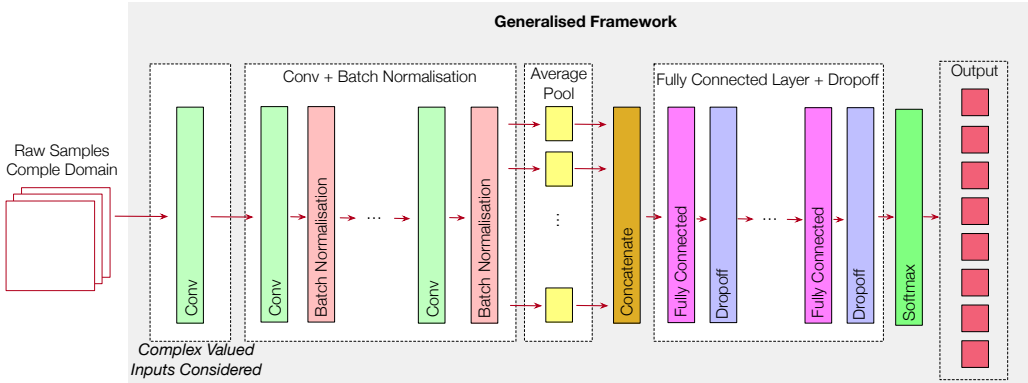 Generalised Framework
Raw Samples
Comple Domain
Conv
Complex Valued
Inputs Considered
Conv + Batch Normalisation
Conv
Batch Normalisation
...
Conv
Batch Normalisation
Average
Pool
...
Concatenate
Fully Connected Layer + Dropoff
Fully Connected
Dropoff
...
Fully Connected
Dropoff
Softmax
Output